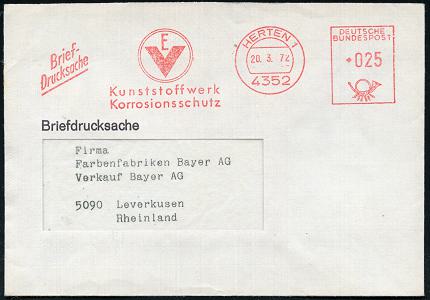 Brief-
Drucksache
E
V
Kunststoffwerk
Korrosionsschutz
HERTEN 1
20. 3. 72
4352
DEUTSCHE
BUNDESPOST
025
Briefdrucksache
Firma
Farbenfabriken Bayer AG
Verkauf Bayer AG
5090 Leverkusen
Rheinland